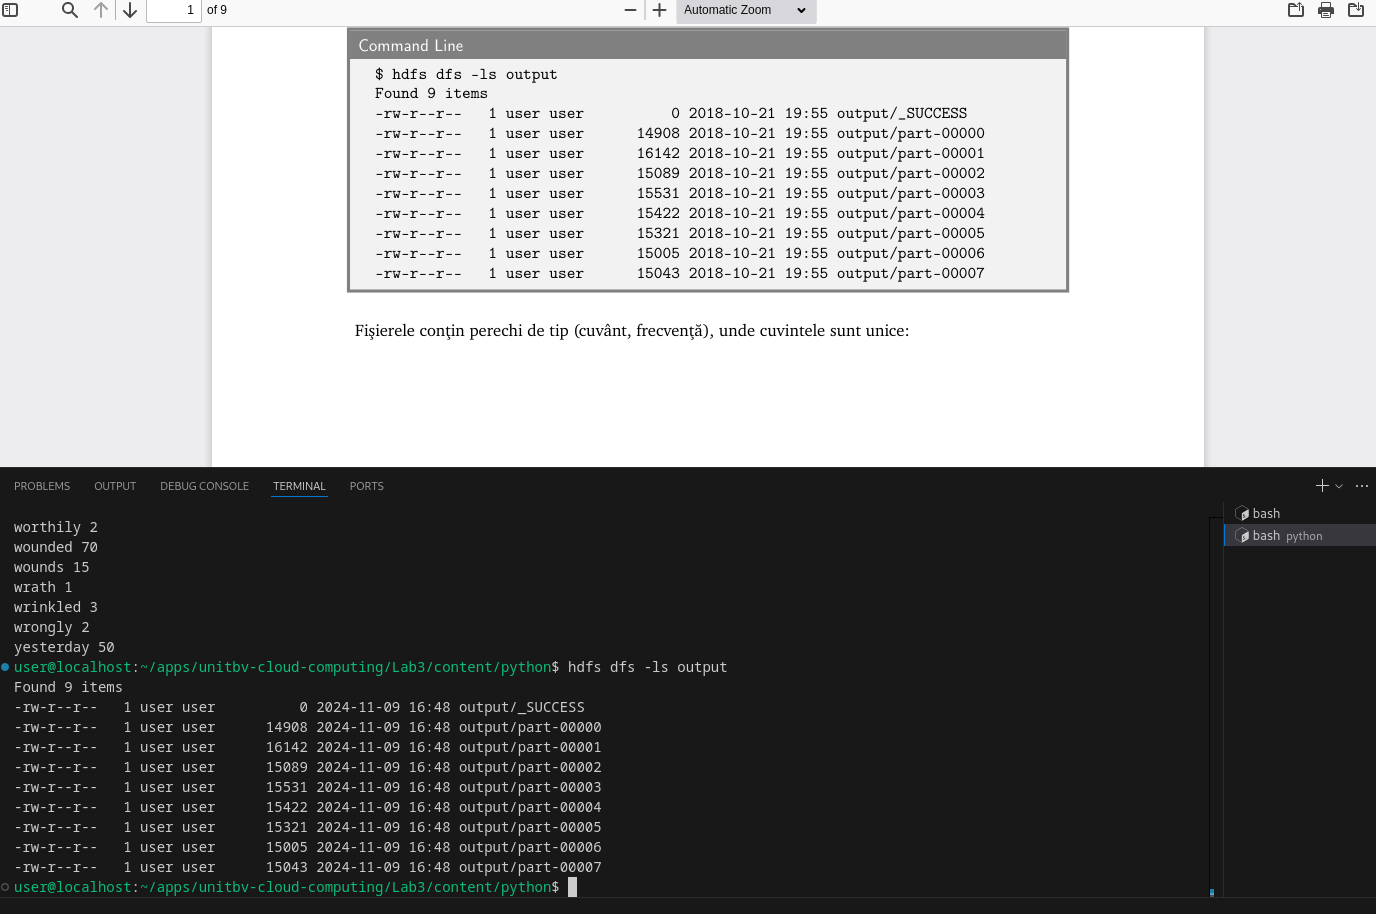 1 of 9 Automatic Zoom
Command Line
$ hdfs dfs -ls output
Found 9 items
-rw-r--r--   1 user user          0 2018-10-21 19:55 output/_SUCCESS
-rw-r--r--   1 user user      14908 2018-10-21 19:55 output/part-00000
-rw-r--r--   1 user user      16142 2018-10-21 19:55 output/part-00001
-rw-r--r--   1 user user      15089 2018-10-21 19:55 output/part-00002
-rw-r--r--   1 user user      15531 2018-10-21 19:55 output/part-00003
-rw-r--r--   1 user user      15422 2018-10-21 19:55 output/part-00004
-rw-r--r--   1 user user      15321 2018-10-21 19:55 output/part-00005
-rw-r--r--   1 user user      15005 2018-10-21 19:55 output/part-00006
-rw-r--r--   1 user user      15043 2018-10-21 19:55 output/part-00007
Fişierele conţin perechi de tip (cuvânt, frecvenţă), unde cuvintele sunt unice:
PROBLEMS OUTPUT DEBUG CONSOLE TERMINAL PORTS
worthily 2
wounded 70
wounds 15
wrath 1
wrinkled 3
wrongly 2
yesterday 50
user@localhost:~/apps/unitbv-cloud-computing/Lab3/content/python$ hdfs dfs -ls output
Found 9 items
-rw-r--r--   1 user user          0 2024-11-09 16:48 output/_SUCCESS
-rw-r--r--   1 user user      14908 2024-11-09 16:48 output/part-00000
-rw-r--r--   1 user user      16142 2024-11-09 16:48 output/part-00001
-rw-r--r--   1 user user      15089 2024-11-09 16:48 output/part-00002
-rw-r--r--   1 user user      15531 2024-11-09 16:48 output/part-00003
-rw-r--r--   1 user user      15422 2024-11-09 16:48 output/part-00004
-rw-r--r--   1 user user      15321 2024-11-09 16:48 output/part-00005
-rw-r--r--   1 user user      15005 2024-11-09 16:48 output/part-00006
-rw-r--r--   1 user user      15043 2024-11-09 16:48 output/part-00007
user@localhost:~/apps/unitbv-cloud-computing/Lab3/content/python$
bash
bash python